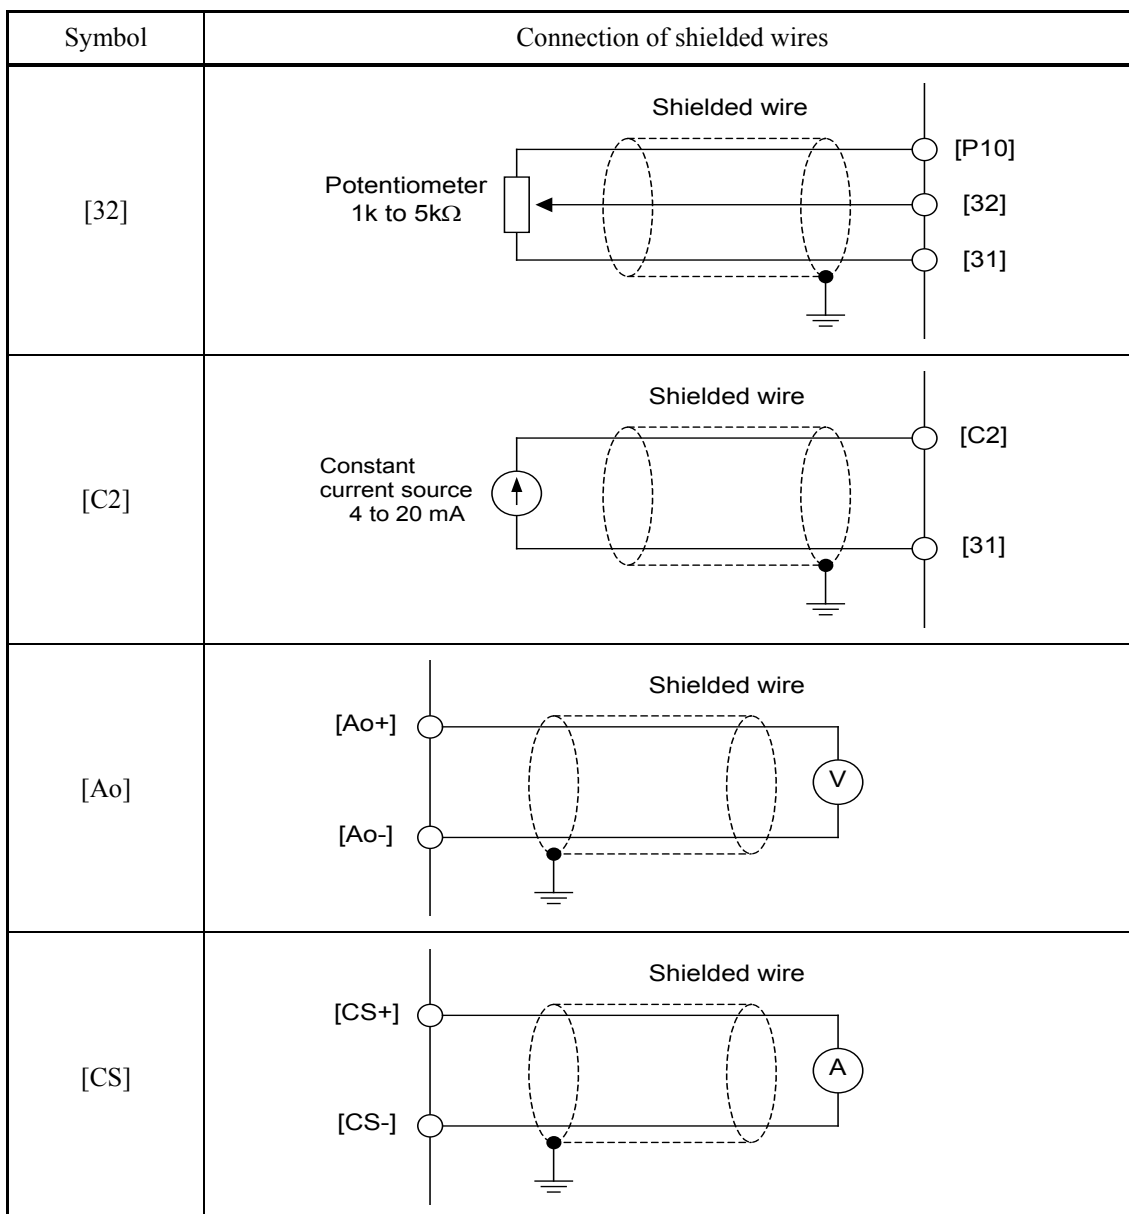 Symbol Connection of shielded wires
[32]
Shielded wire
Potentiometer
1k to 5kΩ
[P10]
[32]
[31]
[C2]
Shielded wire
Constant
current source
4 to 20 mA
[C2]
[31]
[Ao]
Shielded wire
[Ao+]
V
[Ao-]
[CS]
Shielded wire
[CS+]
A
[CS-]